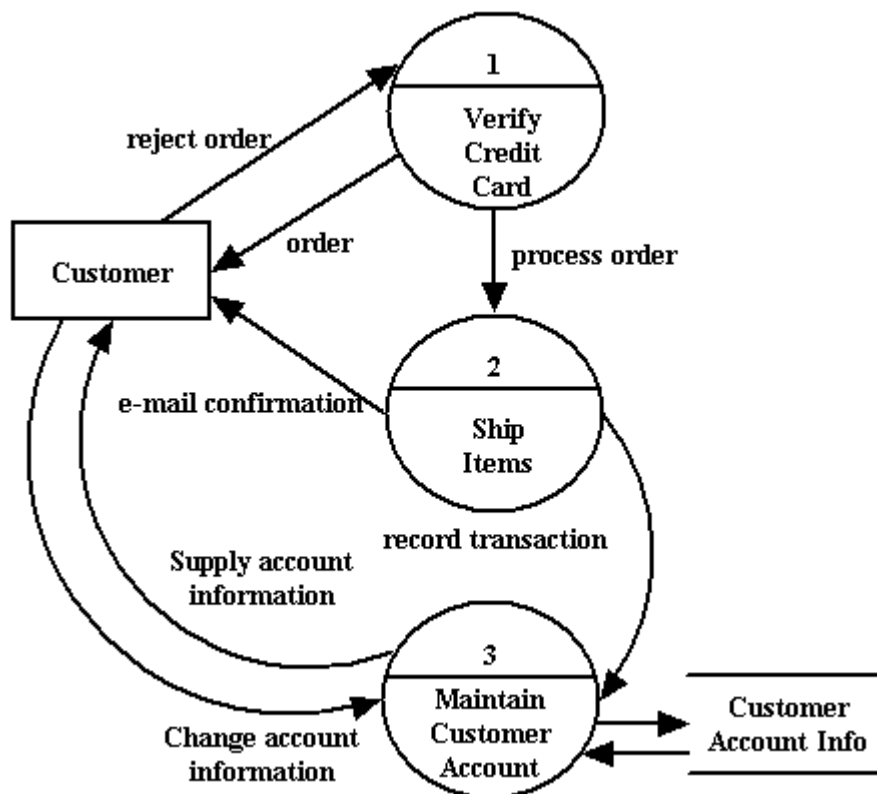 1
Verify
Credit
Card
reject order
order
Customer
process order
2
Ship
Items
e-mail confirmation
record transaction
Supply account
information
3
Maintain
Customer
Account
Change account
information
Customer
Account Info